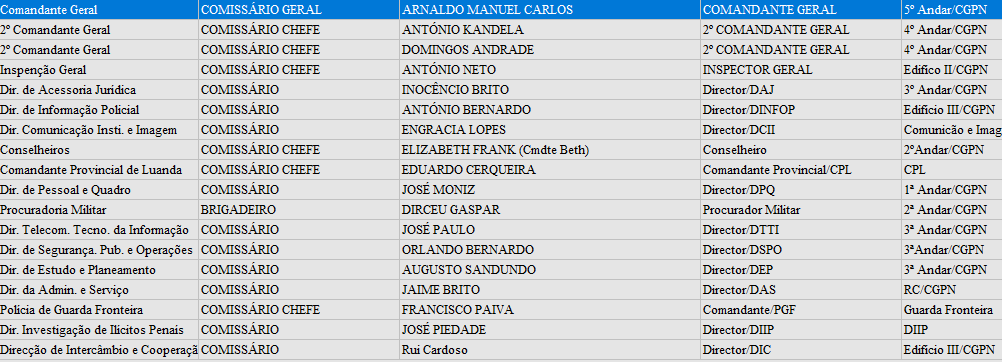 Comandante Geral COMISSÁRIO GERAL ARNALDO MANUEL CARLOS COMANDANTE GERAL 5º Andar/CGPN
2º Comandante Geral COMISSÁRIO CHEFE ANTÓNIO KANDELA 2º COMANDANTE GERAL 4º Andar/CGPN
2º Comandante Geral COMISSÁRIO CHEFE DOMINGOS ANDRADE 2º COMANDANTE GERAL 4º Andar/CGPN
Inspenção Geral COMISSÁRIO CHEFE ANTÓNIO NETO INSPECTOR GERAL Edifico II/CGPN
Dir. de Acessoria Juridica COMISSÁRIO INOCÊNCIO BRITO Director/DAJ 3º Andar/CGPN
Dir. de Informação Policial COMISSÁRIO ANTÓNIO BERNARDO Director/DINFOP Edifício III/CGPN
Dir. Comunicação Insti. e Imagem COMISSÁRIO ENGRACIA LOPES Director/DCII Comunicão e Imag
Conselheiros COMISSÁRIO CHEFE ELIZABETH FRANK (Cmdte Beth) Conselheiro 2ºAndar/CGPN
Comandante Provincial de Luanda COMISSÁRIO CHEFE EDUARDO CERQUEIRA Comandante Provincial/CPL CPL
Dir. de Pessoal e Quadro COMISSÁRIO JOSÉ MONIZ Director/DPQ 1ª Andar/CGPN
Procuradoria Militar BRIGADEIRO DIRCEU GASPAR Procurador Militar 2ª Andar/CGPN
Dir. Telecom. Tecno. da Informação COMISSÁRIO JOSÉ PAULO Director/DTTI 3ª Andar/CGPN
Dir. de Segurança. Pub. e Operações COMISSÁRIO ORLANDO BERNARDO Director/DSPO 3ªAndar/CGPN
Dir. de Estudo e Planeamento COMISSÁRIO AUGUSTO SANDUNDO Director/DEP 3ª Andar/CGPN
Dir. da Admin. e Serviço COMISSÁRIO JAIME BRITO Director/DAS RC/CGPN
Policia de Guarda Fronteira COMISSÁRIO CHEFE FRANCISCO PAIVA Comandante/PGF Guarda Fronteira
Dir. Investigação de Ilicitos Penais COMISSÁRIO JOSÉ PIEDADE Director/DIIP DIIP
Direcção de Intercâmbio e Cooperaçã COMISSÁRIO Rui Cardoso Director/DIC Edifício III/CGPN